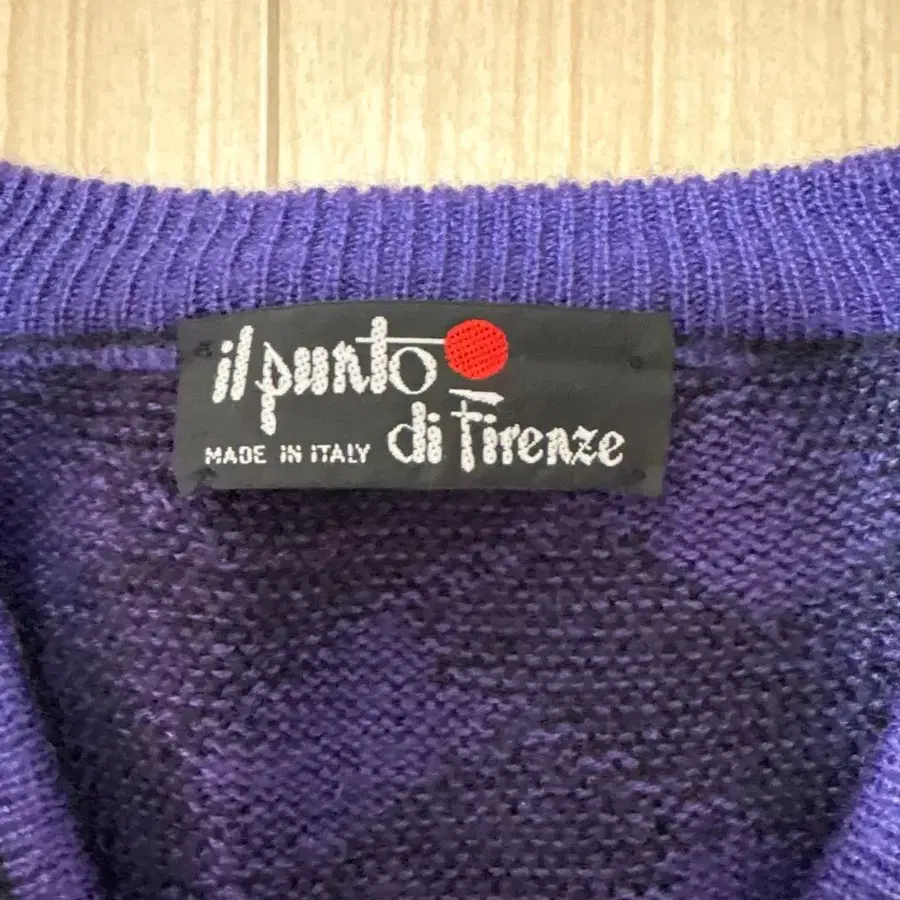 il punto
di Firenze
MADE IN ITALY